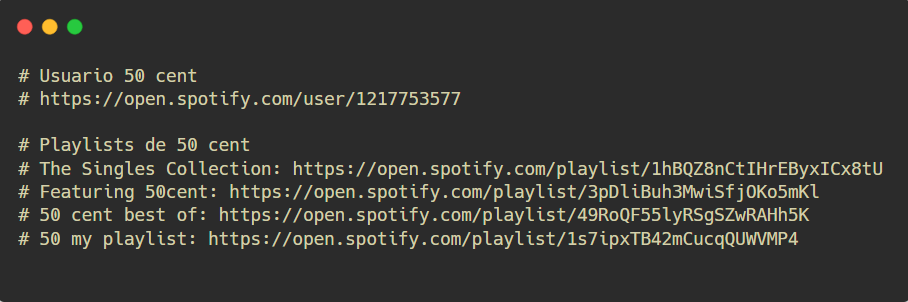 # Usuario 50 cent
# https://open.spotify.com/user/1217753577
# Playlists de 50 cent
# The Singles Collection: https://open.spotify.com/playlist/1hBQZ8nCtIHrEByxICx8tU
# Featuring 50cent: https://open.spotify.com/playlist/3pDliBuh3MwiSfjOKo5mKl
# 50 cent best of: https://open.spotify.com/playlist/49RoQF55lyRSgSZwRAHh5K
# 50 my playlist: https://open.spotify.com/playlist/1s7ipxTB42mCucqQUWVMP4